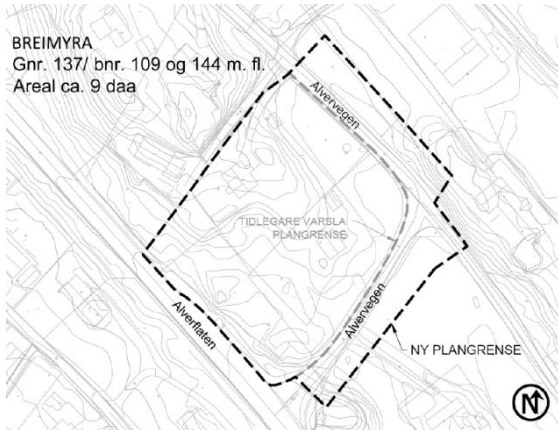 BREIMYRA
Gnr. 137/ bnr. 109 og 144 m. fl.
Areal ca. 9 daa
Alvervegen
TIDLEGARE VARSLA
PLANGRENSE
Alvervegen
Alverflaten
NY PLANGRENSE
N